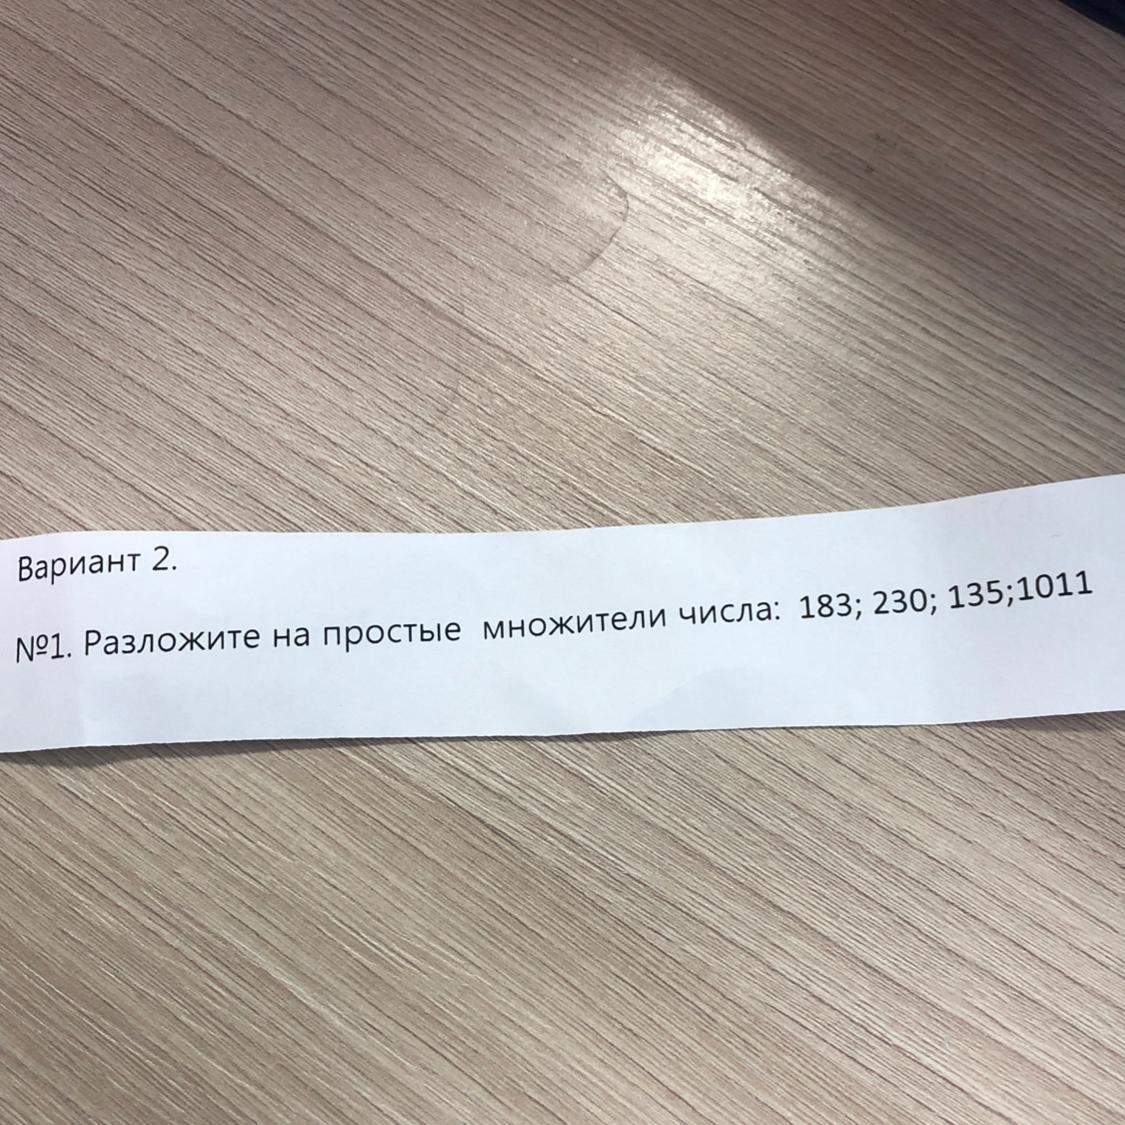 Вариант 2.
№1. Разложите на простые множители числа: 183; 230; 135;1011